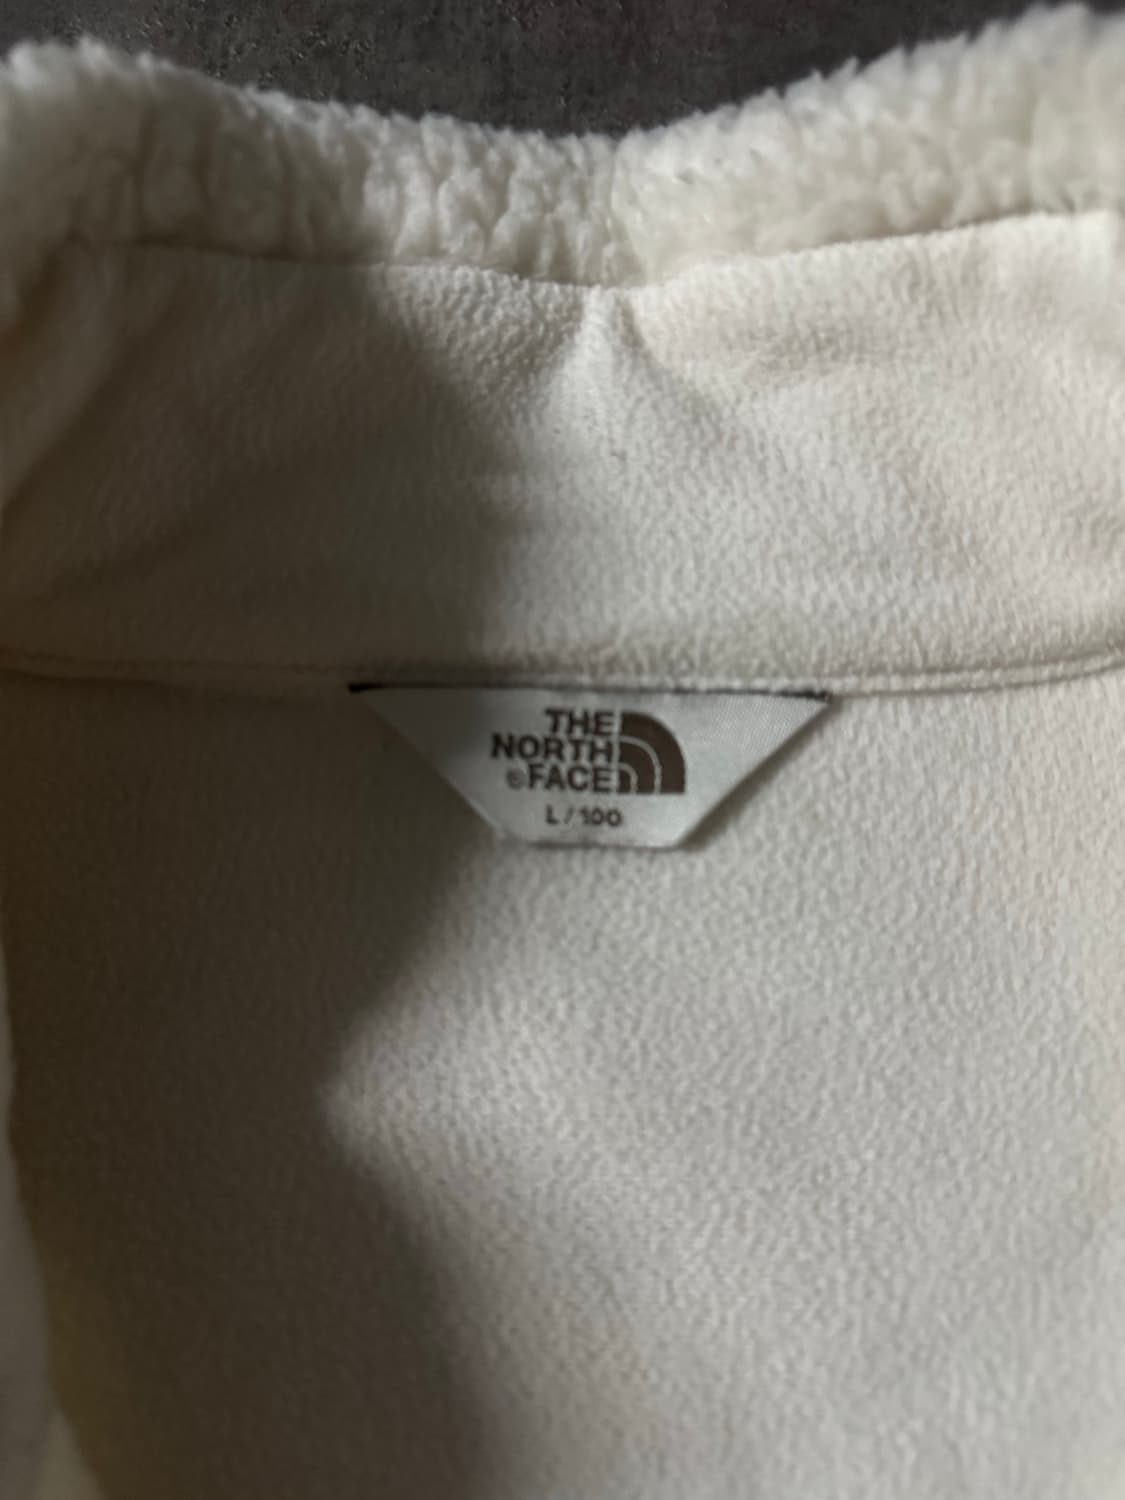 THE
NORTH
©FACE
L / 100